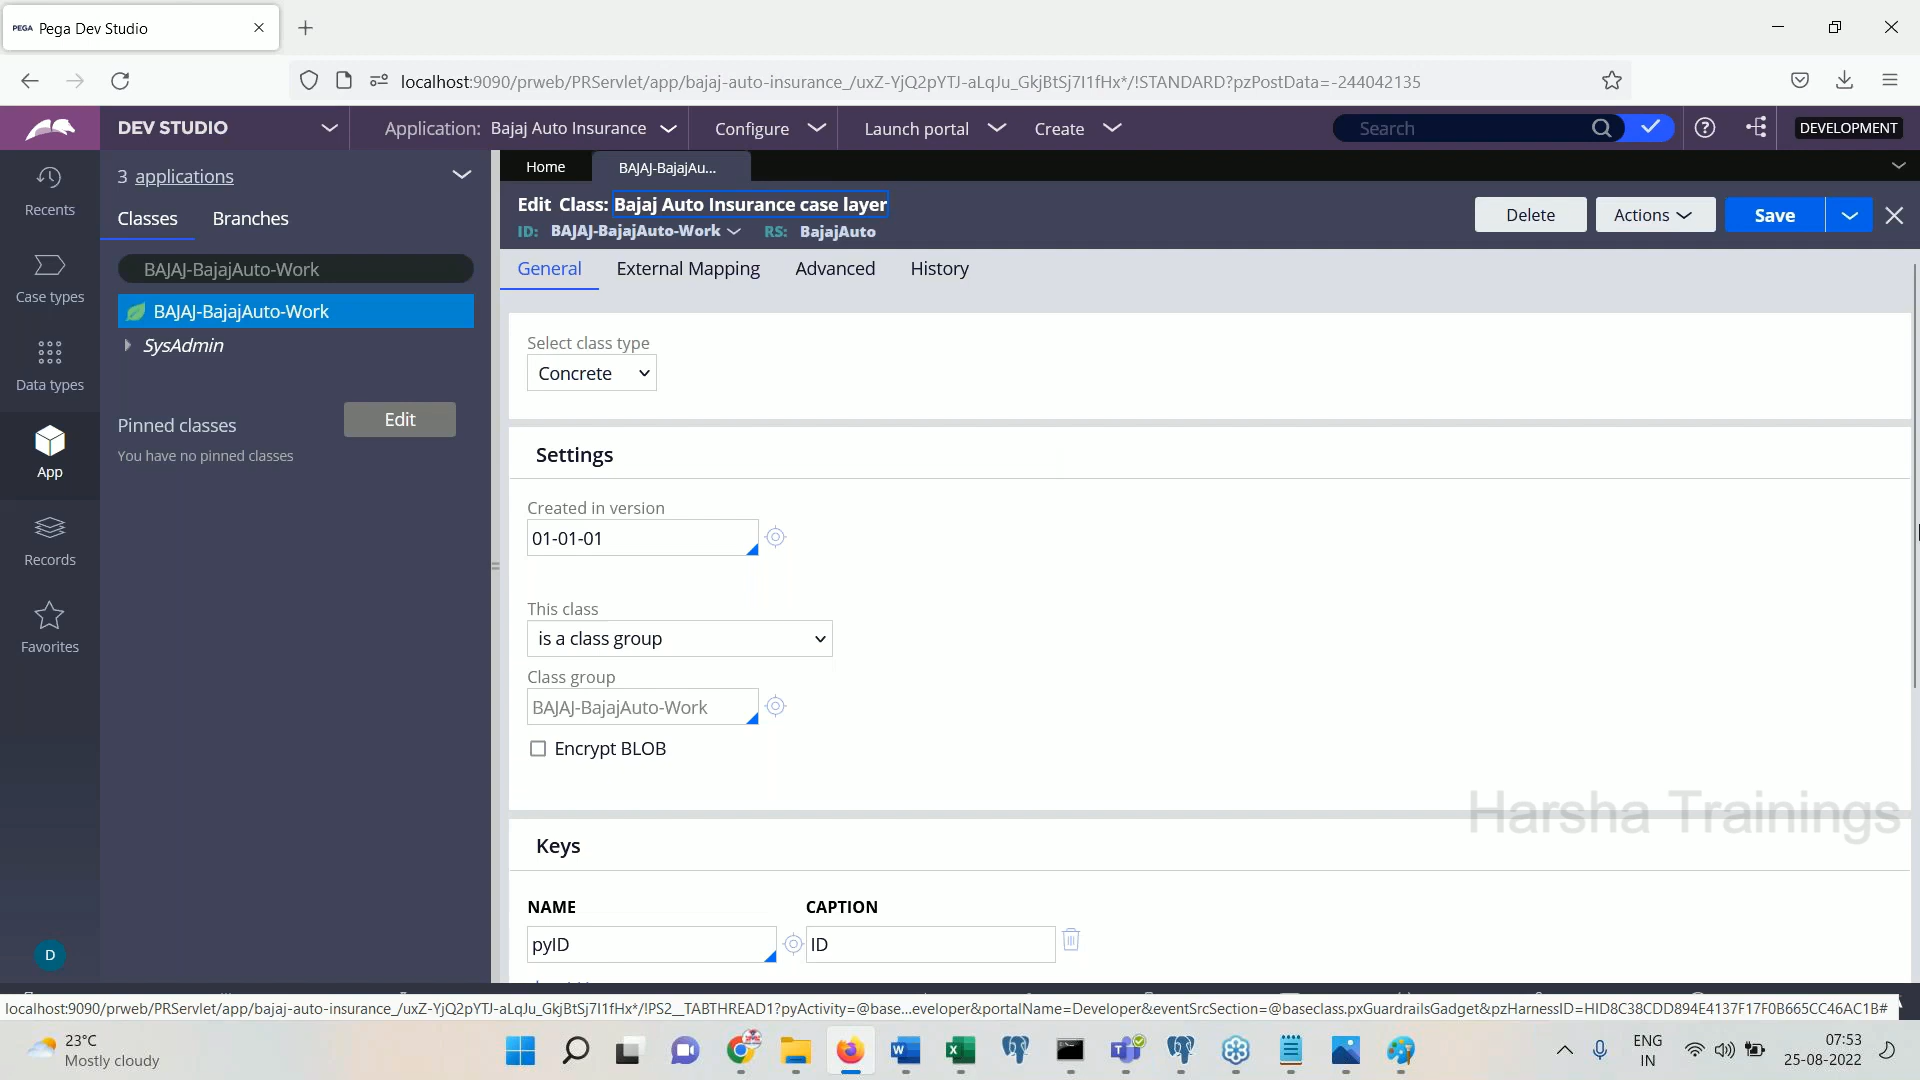 PEGA Pega Dev Studio
localhost:9090/prweb/PRServlet/app/bajaj-auto-insurance_/uxZ-YjQ2pYTJ-aLqJu_GkjBtSj7I1fHx*/!STANDARD?pzPostData=-244042135
DEV STUDIO
Application: Bajaj Auto Insurance
Configure
Launch portal
Create
Search
DEVELOPMENT
Recents
Case types
Data types
App
Records
Favorites
D
3 applications
Classes
Branches
BAJAJ-BajajAuto-Work
BAJAJ-BajajAuto-Work
SysAdmin
Pinned classes
Edit
You have no pinned classes
Home
BAJAJ-BajajAu...
Edit Class: Bajaj Auto Insurance case layer
ID: BAJAJ-BajajAuto-Work RS: BajajAuto
Delete
Actions
Save
General
External Mapping
Advanced
History
Select class type
Concrete
Settings
Created in version
01-01-01
This class
is a class group
Class group
BAJAJ-BajajAuto-Work
Encrypt BLOB
Harsha Trainings
Keys
NAME
CAPTION
pyID
ID
localhost:9090/prweb/PRServlet/app/bajaj-auto-insurance_/uxZ-YjQ2pYTJ-aLqJu_GkjBtSj7I1fHx*/!PS2__TABTHREAD1?pyActivity=@base...eveloper&portalName=Developer&eventSrcSection=@baseclass.pxGuardrailsGadget&pzHarnessID=HID8C38CDD894E4137F17F0B665CC46AC1B#
23°C
Mostly cloudy
ENG
IN
07:53
25-08-2022